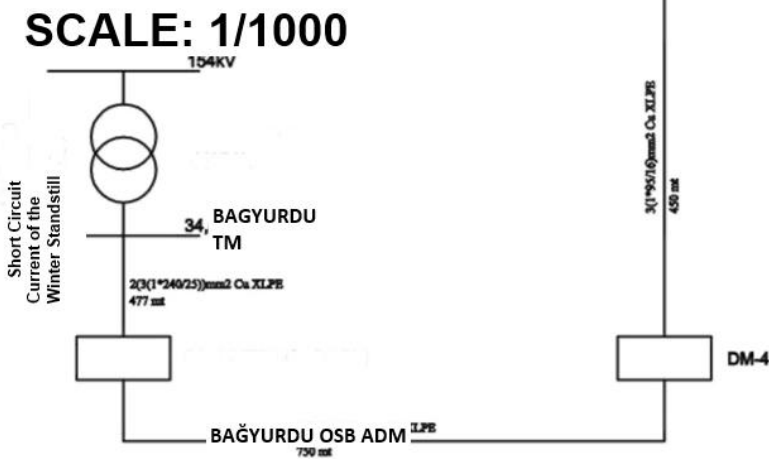 SCALE: 1/1000
154KV
Short Circuit
Current of the
Winter Standstill
34,
BAGYURDU
TM
2(3(1*240/25))mm2 Cu XLPE
477 mt
3(1*95/16)mm2 Cu XLPE
450 mt
DM-4
BAĞYURDU OSB ADM
XLPE
750 mt